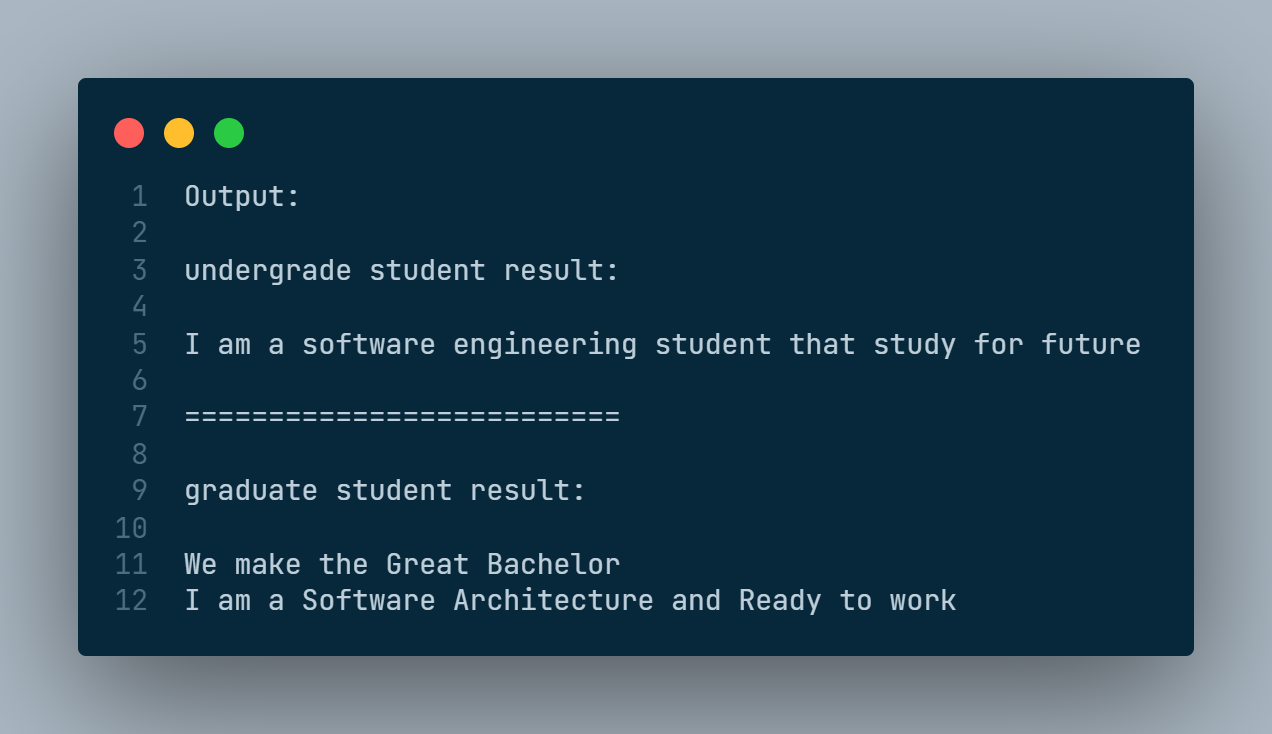 1 Output:
2
3 undergrade student result:
4
5 I am a software engineering student that study for future
6
7 ==========================
8
9 graduate student result:
10
11 We make the Great Bachelor
12 I am a Software Architecture and Ready to work